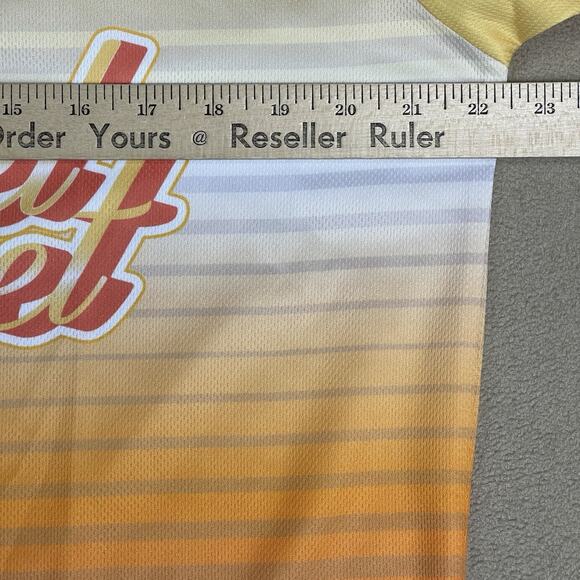 15 16 17 18 19 20 21 22 23
Order Yours @ Reseller Ruler